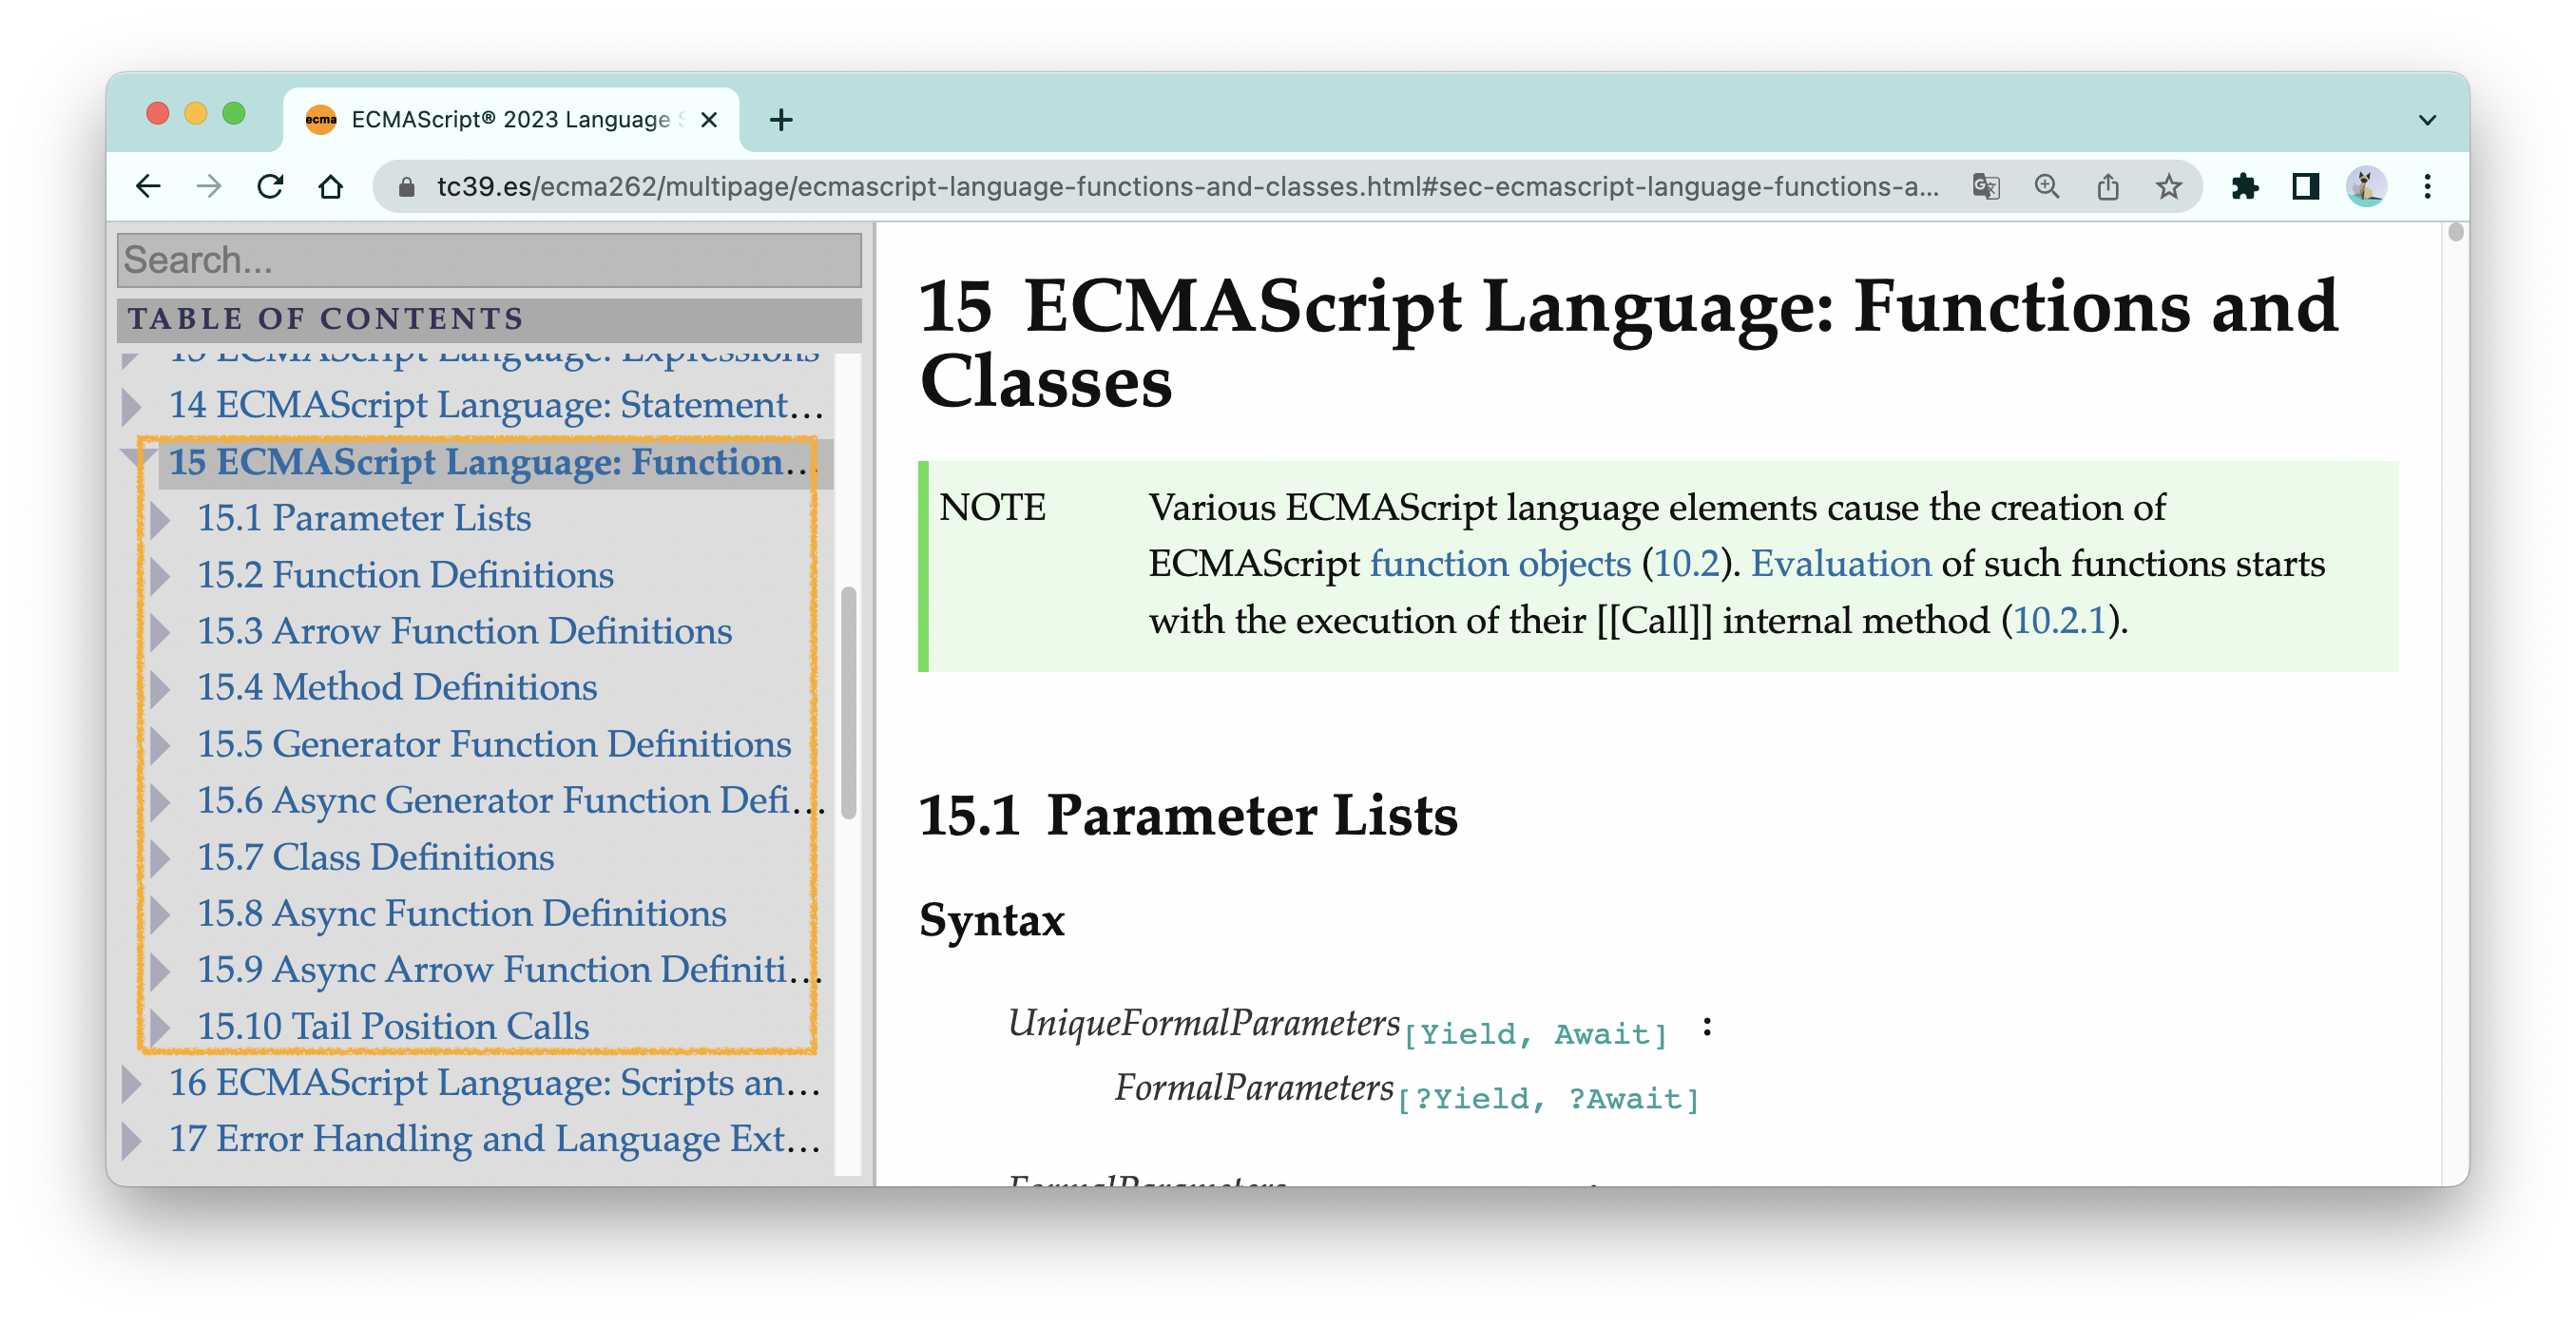 ecma ECMAScript® 2023 Language
tc39.es/ecma262/multipage/ecmascript-language-functions-and-classes.html#sec-ecmascript-language-functions-a...
Search...
TABLE OF CONTENTS
13 ECMAScript Language: Expressions
14 ECMAScript Language: Statement...
15 ECMAScript Language: Function...
15.1 Parameter Lists
15.2 Function Definitions
15.3 Arrow Function Definitions
15.4 Method Definitions
15.5 Generator Function Definitions
15.6 Async Generator Function Defi...
15.7 Class Definitions
15.8 Async Function Definitions
15.9 Async Arrow Function Definiti...
15.10 Tail Position Calls
16 ECMAScript Language: Scripts an...
17 Error Handling and Language Ext...
15 ECMAScript Language: Functions and
Classes
NOTE Various ECMAScript language elements cause the creation of
ECMAScript function objects (10.2). Evaluation of such functions starts
with the execution of their [[Call]] internal method (10.2.1).
15.1 Parameter Lists
Syntax
UniqueFormalParameters[Yield, Await] :
FormalParameters[?Yield, ?Await]
FormalParameters :